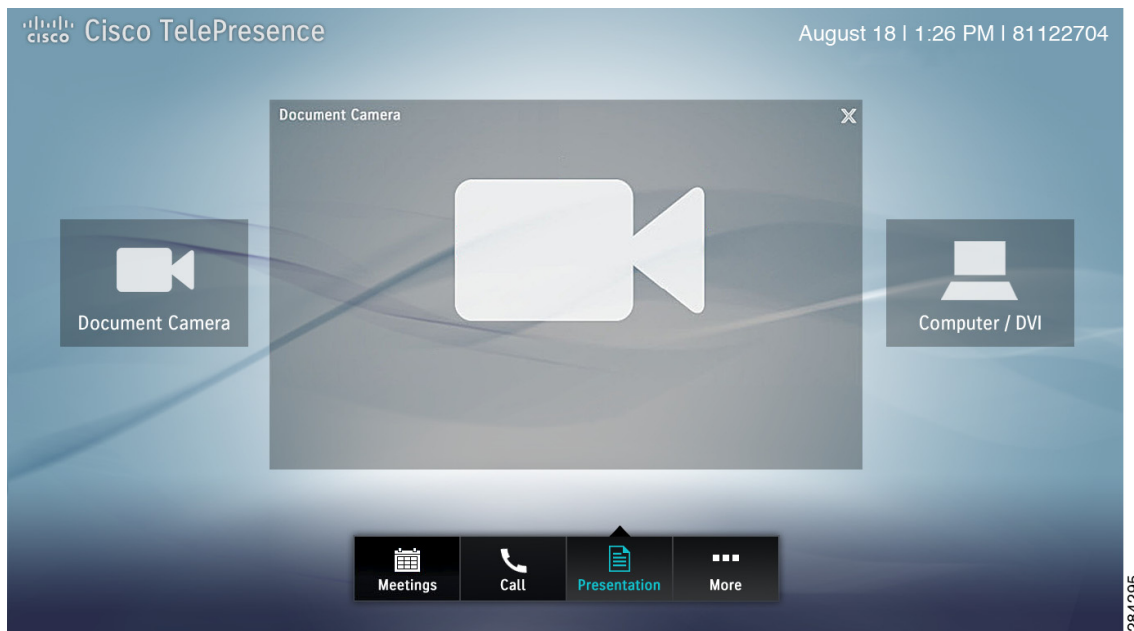 cisco Cisco TelePresence
August 18 | 1:26 PM | 81122704
Document Camera
X
Document Camera
Computer / DVI
Meetings
Call
Presentation
More
284295